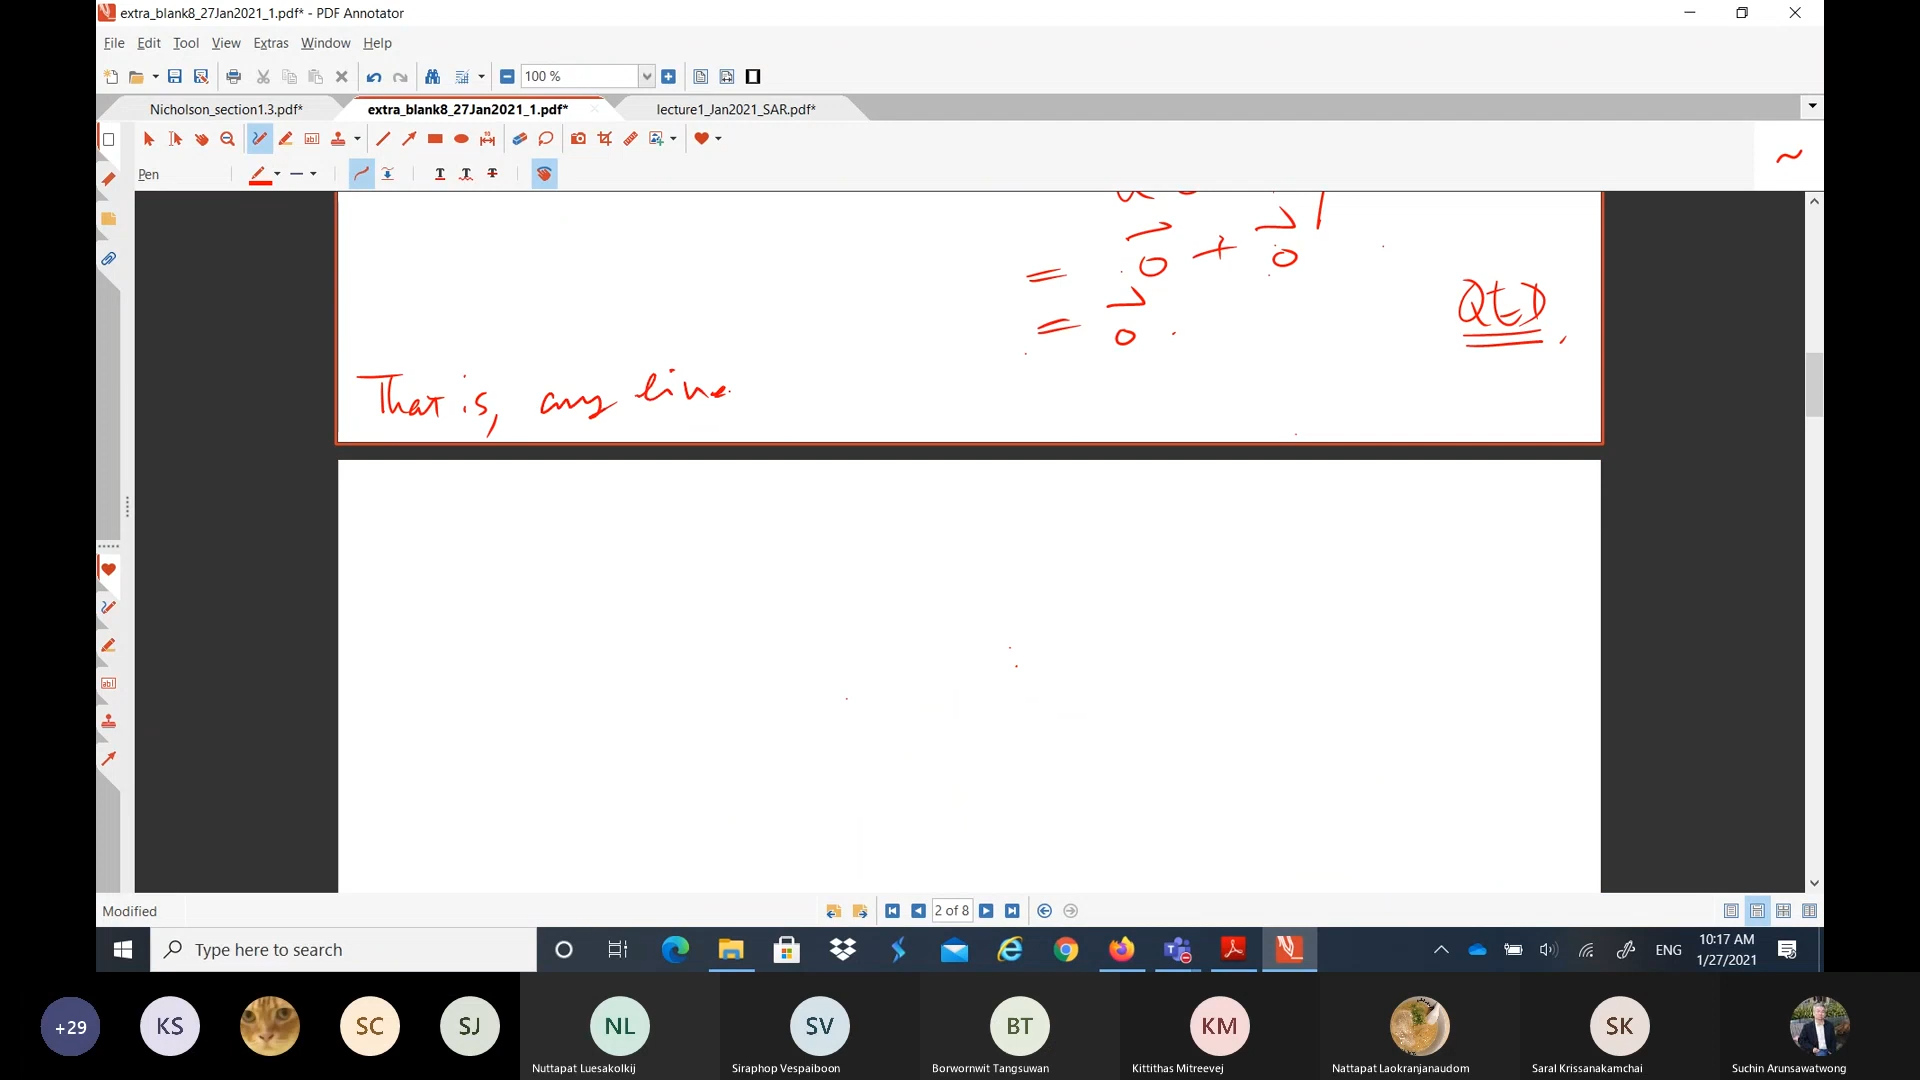 extra_blank8_27Jan2021_1.pdf* - PDF Annotator
File Edit Tool View Extras Window Help
100 %
Nicholson_section1.3.pdf* extra_blank8_27Jan2021_1.pdf* lecture1_Jan2021_SAR.pdf*
Pen
= 0 + 0
= 0 .
QED
That is, any line
Modified
2 of 8
Type here to search
ENG
10:17 AM
1/27/2021
+29 KS SC SJ NL SV BT KM SK
Nuttapat Luesakolkij Siraphop Vespaiboon Borwornwit Tangsuwan Kittithas Mitreevej Nattapat Laokranjanaudom Saral Krissanakamchai Suchin Arunsawatwong